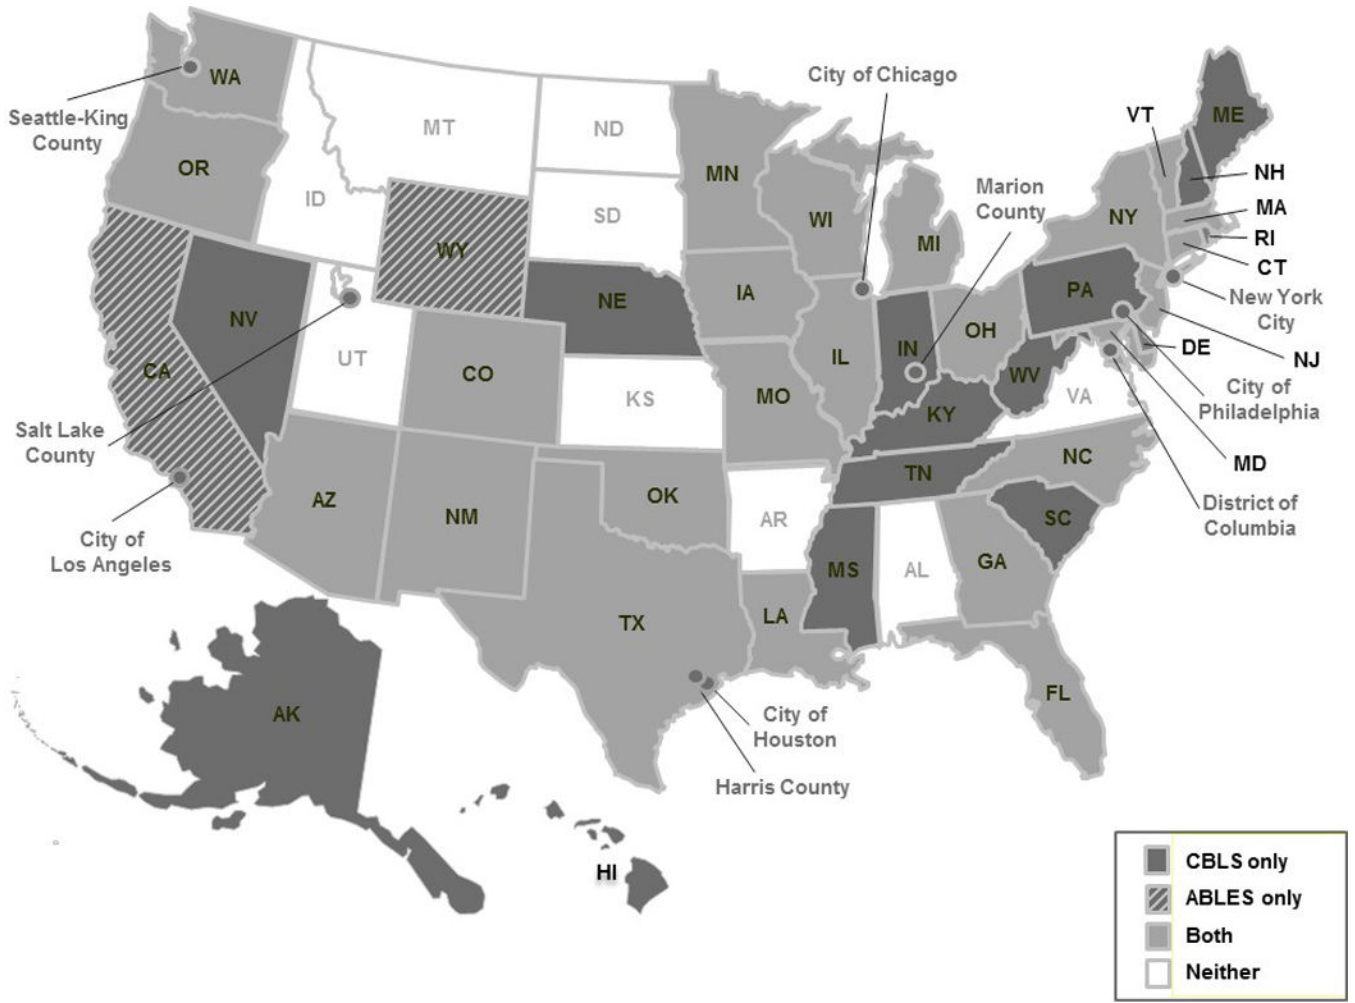 City of Chicago
WA
Seattle-King
County
MT
ND
MN
VT
ME
OR
ID
SD
WI
MI
Marion
County
NY
NH
MA
RI
CT
WY
NE
IA
PA
New York
City
NV
UT
CO
IL
IN
OH
DE
NJ
CA
KS
MO
KY
WV
VA
City of
Philadelphia
Salt Lake
County
MD
AZ
NM
OK
AR
TN
NC
District of
Columbia
City of
Los Angeles
MS
AL
GA
SC
TX
LA
FL
AK
City of
Houston
Harris County
HI
CBLS only
ABLES only
Both
Neither